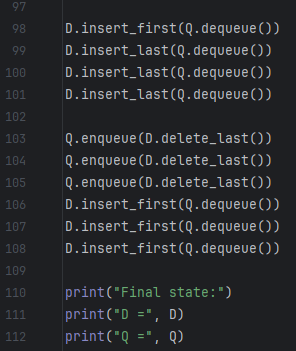 97
98 D.insert_first(Q.dequeue())
99 D.insert_last(Q.dequeue())
100 D.insert_last(Q.dequeue())
101 D.insert_last(Q.dequeue())
102
103 Q.enqueue(D.delete_last())
104 Q.enqueue(D.delete_last())
105 Q.enqueue(D.delete_last())
106 D.insert_first(Q.dequeue())
107 D.insert_first(Q.dequeue())
108 D.insert_first(Q.dequeue())
109
110 print("Final state:")
111 print("D =", D)
112 print("Q =", Q)